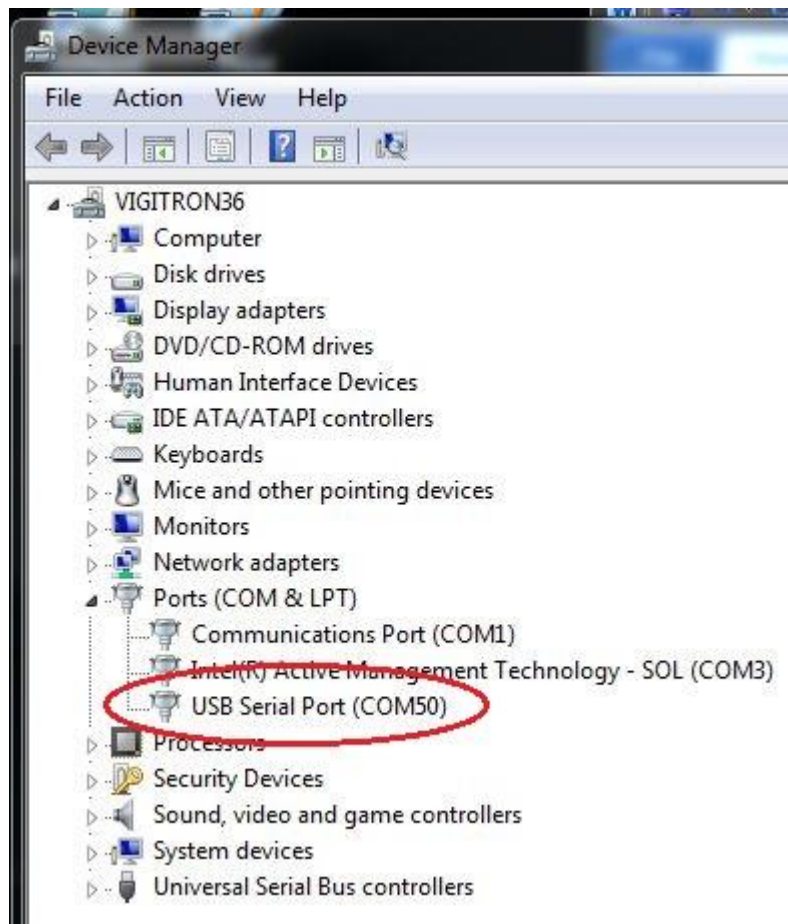 Device Manager
File Action View Help
VIGITRON36
Computer
Disk drives
Display adapters
DVD/CD-ROM drives
Human Interface Devices
IDE ATA/ATAPI controllers
Keyboards
Mice and other pointing devices
Monitors
Network adapters
Ports (COM & LPT)
Communications Port (COM1)
Intel(R) Active Management Technology - SOL (COM3)
USB Serial Port (COM50)
Processors
Security Devices
Sound, video and game controllers
System devices
Universal Serial Bus controllers